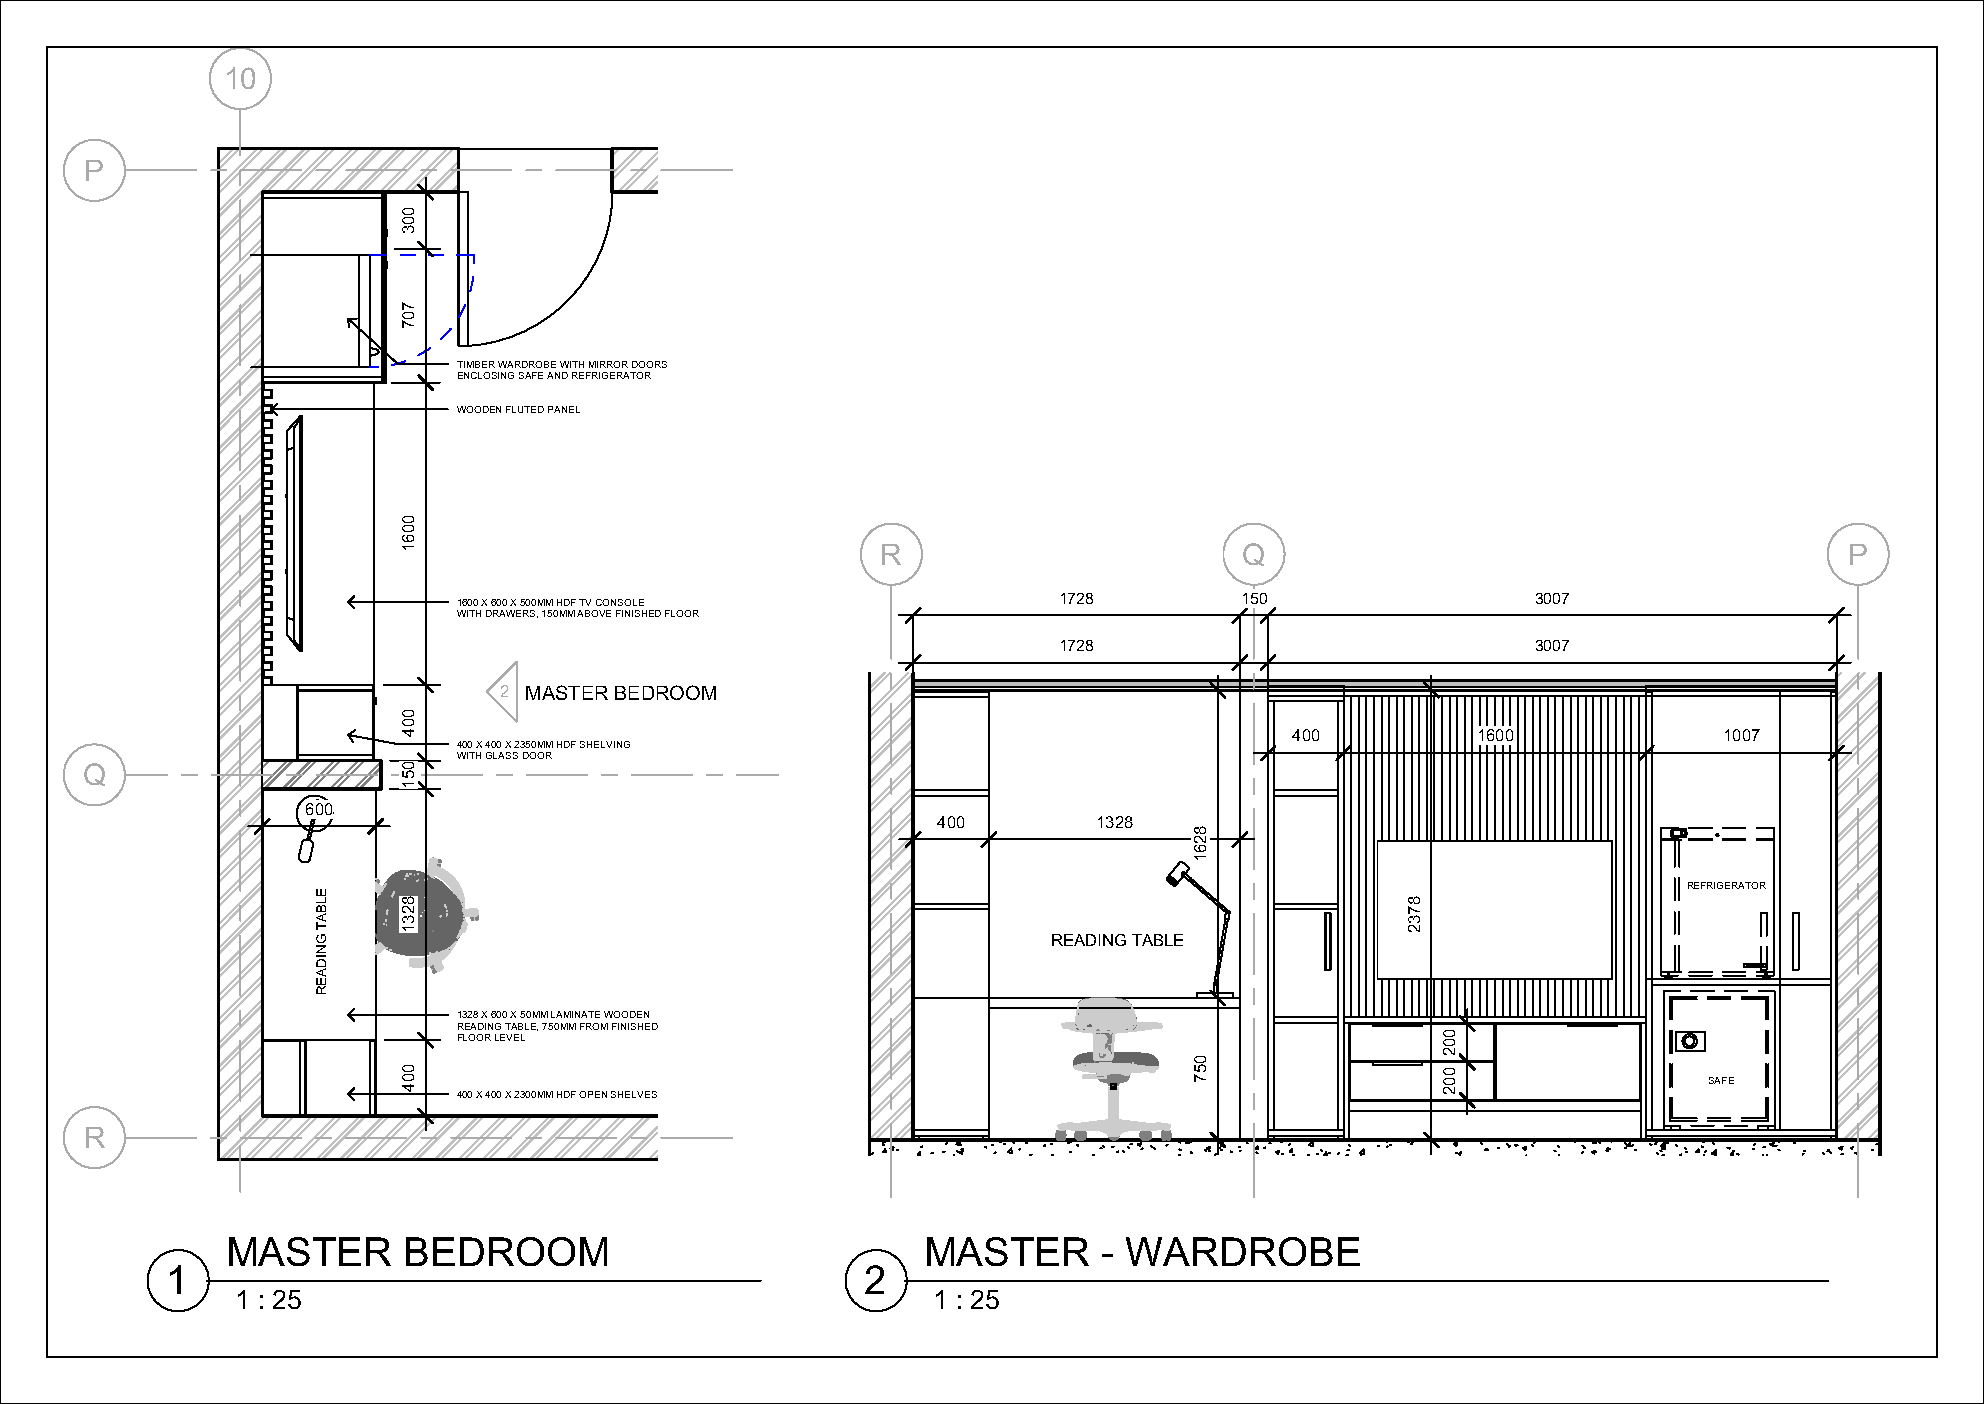 10
P
300
707
TIMBER WARDROBE WITH MIRROR DOORS
ENCLOSING SAFE AND REFRIGERATOR
WOODEN FLUTED PANEL
1600
1600 X 600 X 500MM HDF TV CONSOLE
WITH DRAWERS, 150MM ABOVE FINISHED FLOOR
2
MASTER BEDROOM
400
400 X 400 X 2350MM HDF SHELVING
WITH GLASS DOOR
Q
150
600
1328
READING TABLE
1328 X 600 X 50MM LAMINATE WOODEN
READING TABLE, 750MM FROM FINISHED
FLOOR LEVEL
400
400 X 400 X 2300MM HDF OPEN SHELVES
R
1
MASTER BEDROOM
1 : 25
R
Q
P
1728
150
3007
1728
3007
400
1600
1007
400
1328
1628
REFRIGERATOR
2378
READING TABLE
200
750
200
SAFE
2
MASTER - WARDROBE
1 : 25